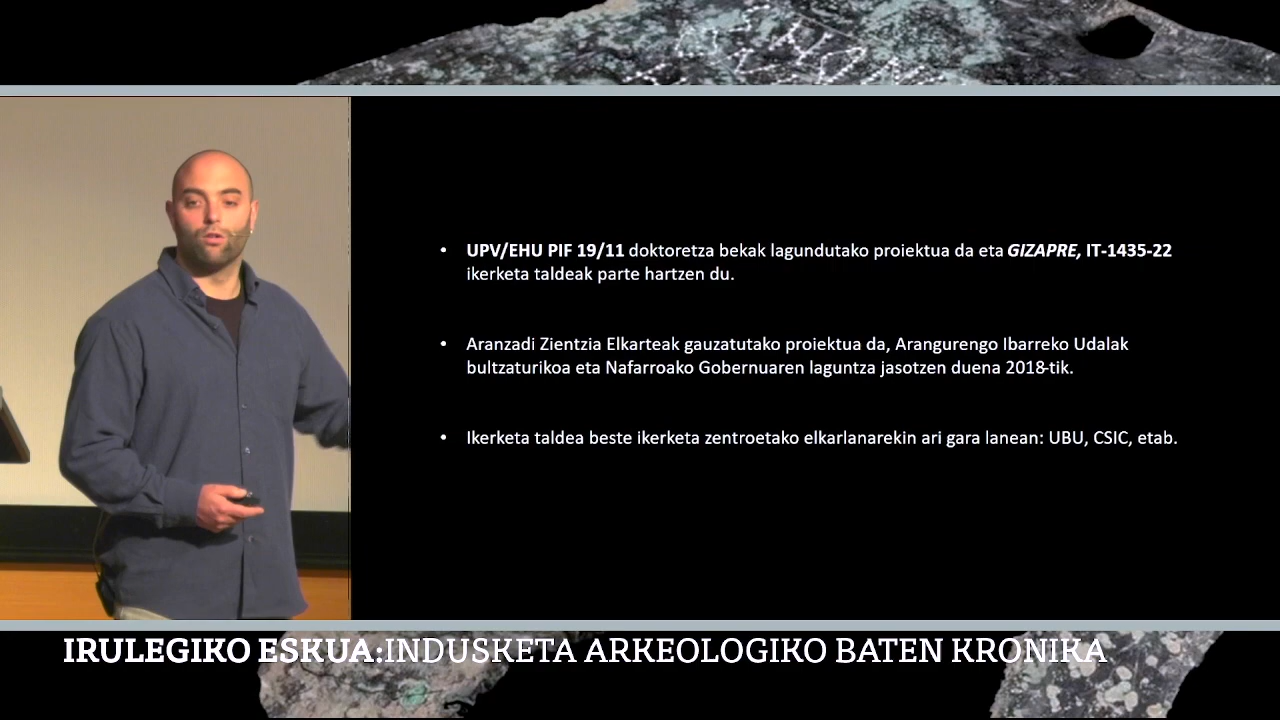 • UPV/EHU PIF 19/11 doktoretza bekak lagundutako proiektua da eta GIZAPRE, IT-1435-22
ikerketa taldeak parte hartzen du.
• Aranzadi Zientzia Elkarteak gauzatutako proiektua da, Arangurengo Ibarreko Udalak
bultzaturikoa eta Nafarroako Gobernuaren laguntza jasotzen duena 2018-tik.
• Ikerketa taldea beste ikerketa zentroetako elkarlanarekin ari gara lanean: UBU, CSIC, etab.
IRULEGIKO ESKUA:INDUSKETA ARKEOLOGIKO BATEN KRONIKA